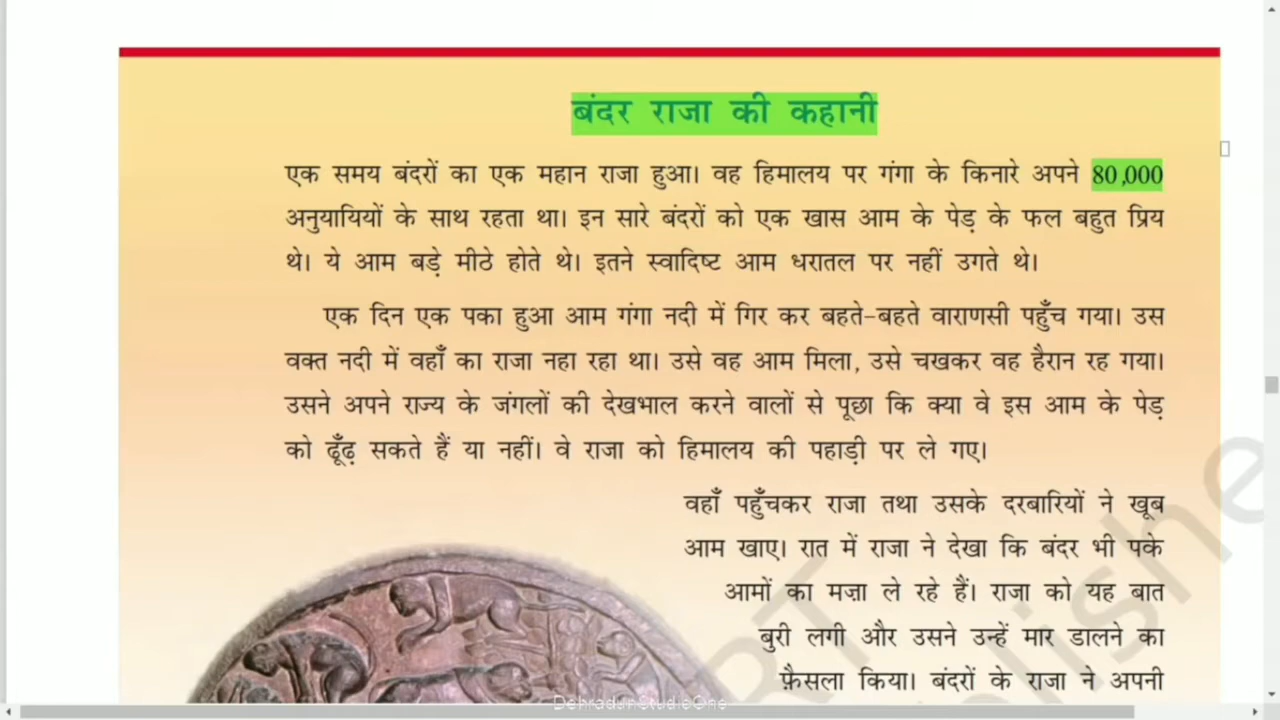 बंदर राजा की कहानी
एक समय बंदरों का एक महान राजा हुआ। वह हिमालय पर गंगा के किनारे अपने 80,000
अनुयायियों के साथ रहता था। इन सारे बंदरों को एक खास आम के पेड़ के फल बहुत प्रिय
थे। ये आम बड़े मीठे होते थे। इतने स्वादिष्ट आम धरातल पर नहीं उगते थे।
एक दिन एक पका हुआ आम गंगा नदी में गिर कर बहते-बहते वाराणसी पहुँच गया। उस
वक्त नदी में वहाँ का राजा नहा रहा था। उसे वह आम मिला, उसे चखकर वह हैरान रह गया।
उसने अपने राज्य के जंगलों की देखभाल करने वालों से पूछा कि क्या वे इस आम के पेड़
को ढूँढ़ सकते हैं या नहीं। वे राजा को हिमालय की पहाड़ी पर ले गए।
वहाँ पहुँचकर राजा तथा उसके दरबारियों ने खूब
आम खाए। रात में राजा ने देखा कि बंदर भी पके
आमों का मज़ा ले रहे हैं। राजा को यह बात
बुरी लगी और उसने उन्हें मार डालने का
फ़ैसला किया। बंदरों के राजा ने अपनी
DehradunStudieOne